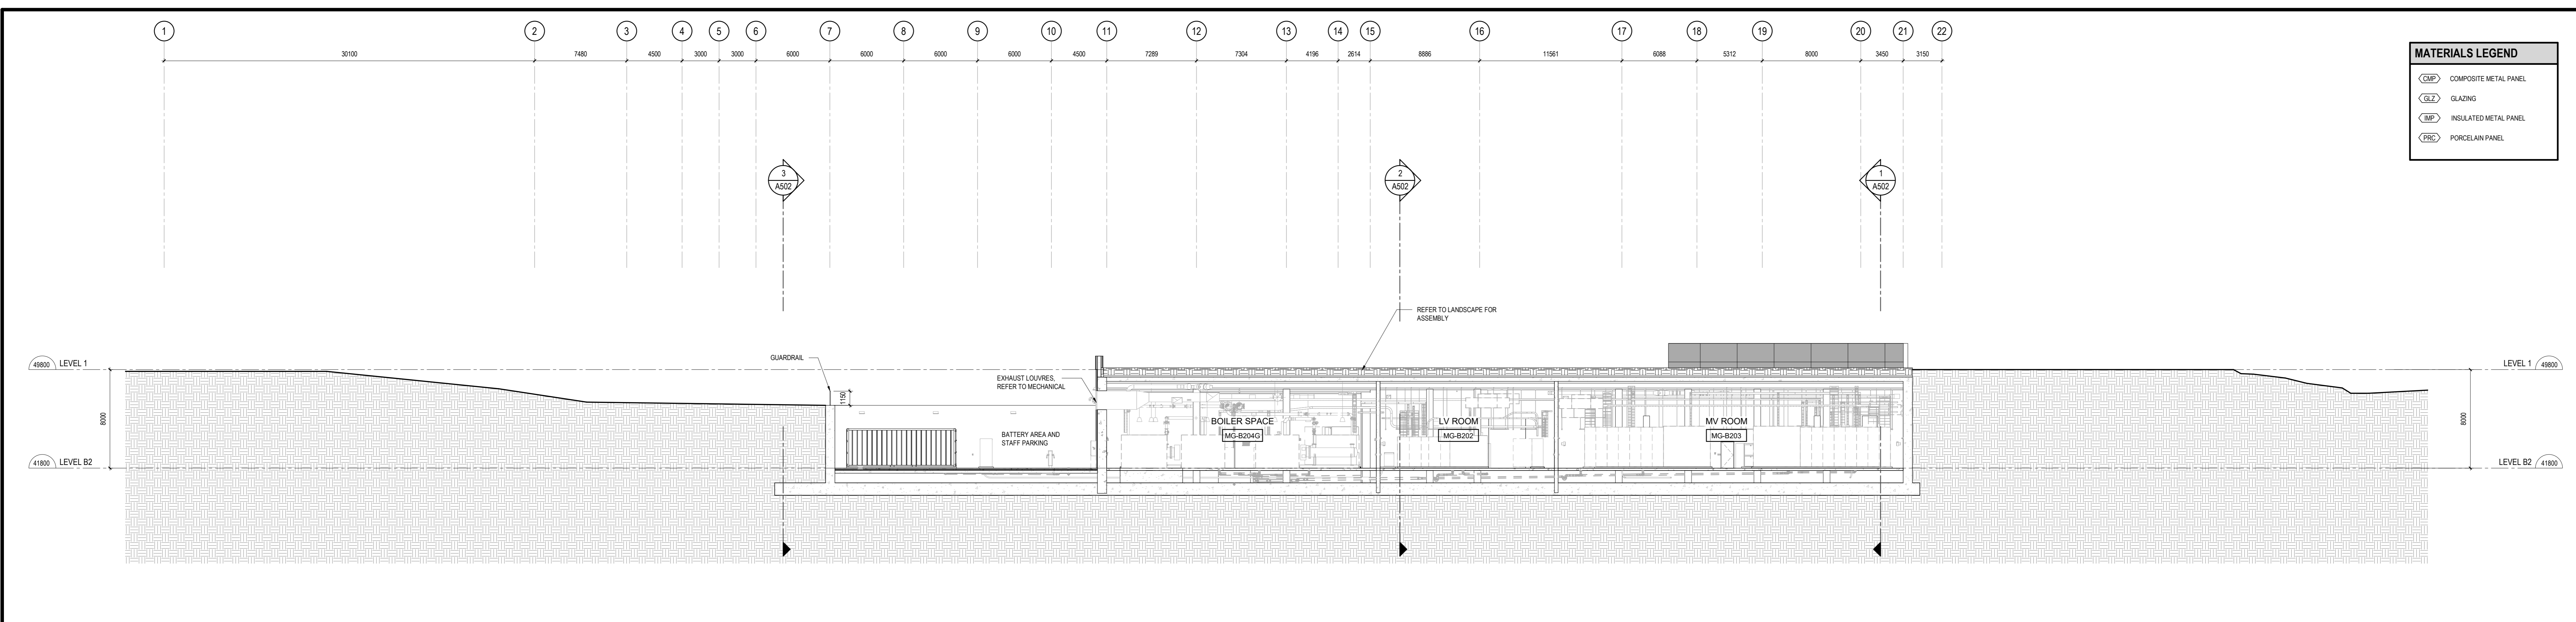 1 2 3 4 5 6 7 8 9 10 11 12 13 14 15 16 17 18 19 20 21 22
30100 7480 4500 3000 3000 6000 6000 6000 6000 4500 7289 7304 4196 2614 8886 11561 6088 5312 8000 3450 3150
MATERIALS LEGEND
CMP COMPOSITE METAL PANEL
GLZ GLAZING
IMP INSULATED METAL PANEL
PRC PORCELAIN PANEL
3
A502
2
A502
1
A502
REFER TO LANDSCAPE FOR
ASSEMBLY
GUARDRAIL
49800 LEVEL 1
LEVEL 1 49800
EXHAUST LOUVRES,
REFER TO MECHANICAL
1150
8000
8000
BATTERY AREA AND
STAFF PARKING
BOILER SPACE
MG-B204G
LV ROOM
MG-B202
MV ROOM
MG-B203
41800 LEVEL B2
LEVEL B2 41800